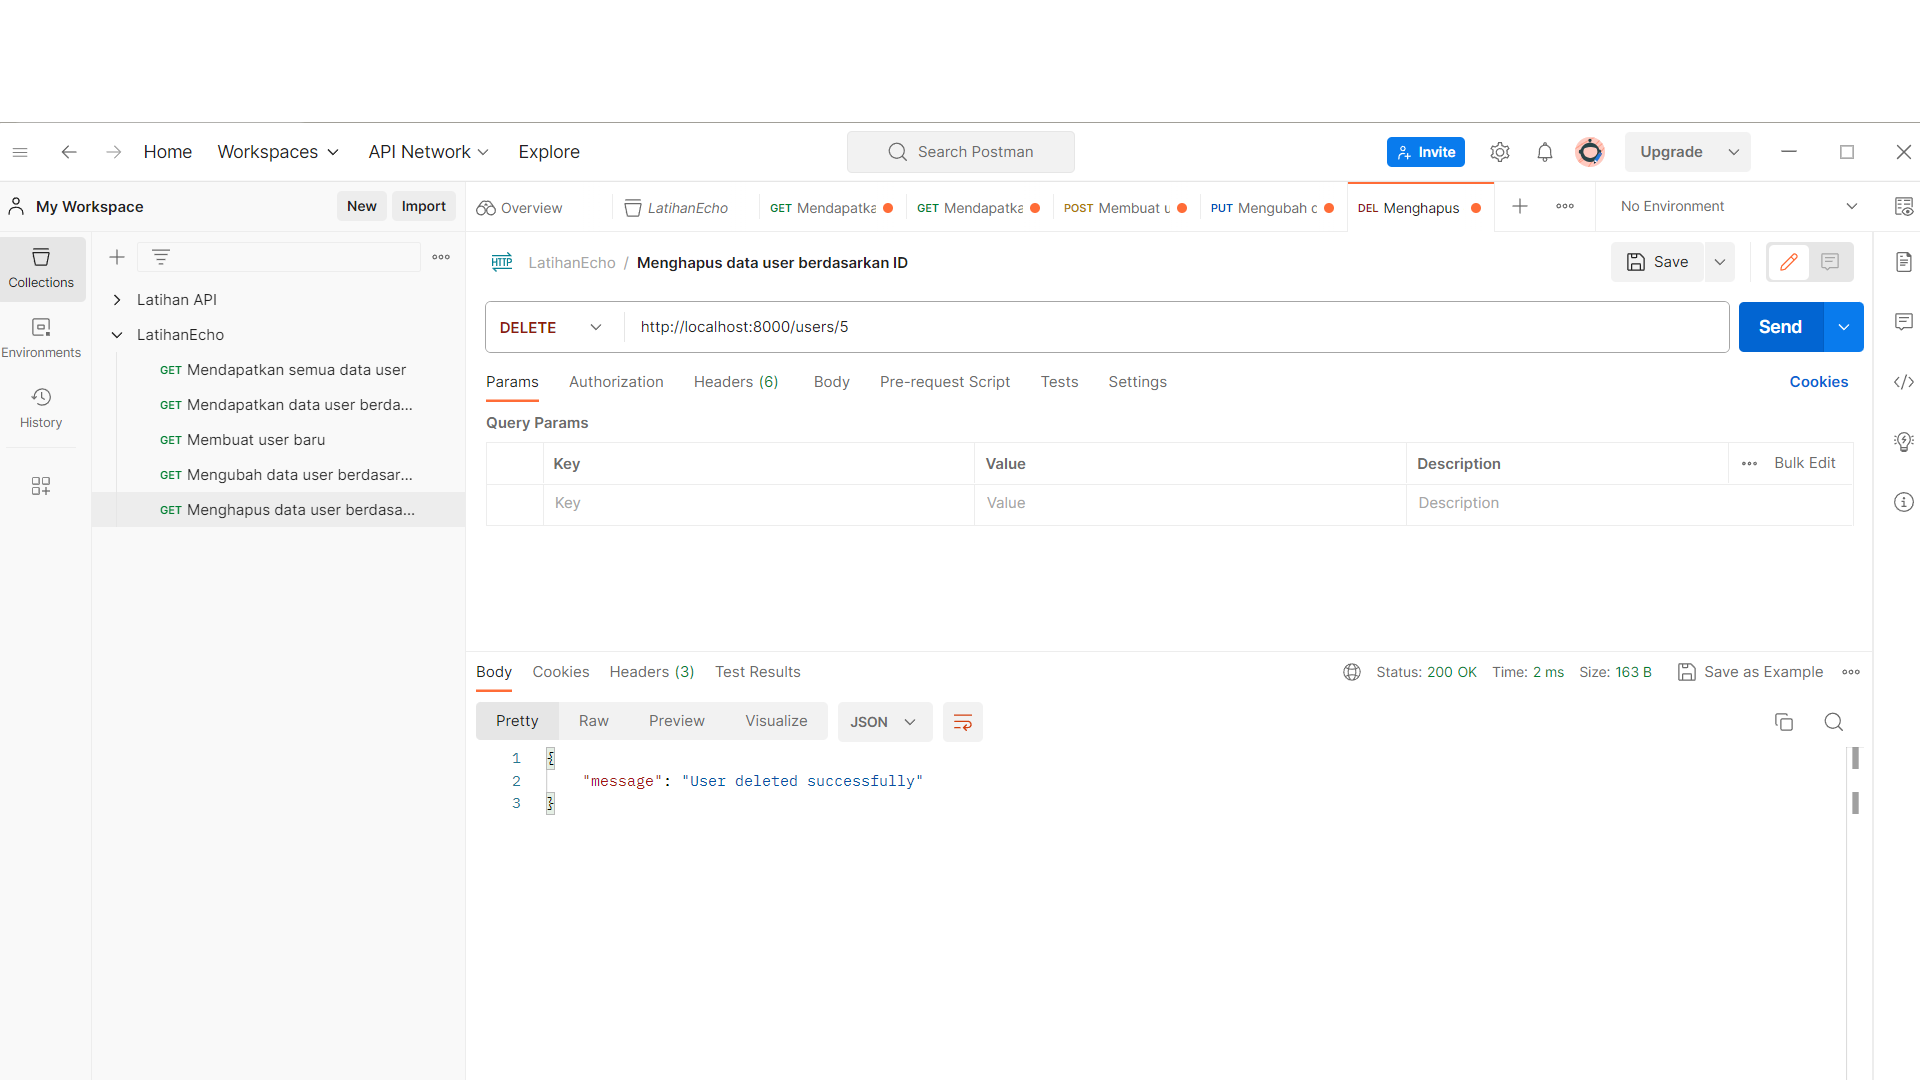 Home Workspaces API Network Explore Search Postman Invite Upgrade
My Workspace New Import Overview LatihanEcho GET Mendapatka GET Mendapatka POST Membuat u PUT Mengubah d DEL Menghapus No Environment
Collections
Environments
History
Latihan API
LatihanEcho
GET Mendapatkan semua data user
GET Mendapatkan data user berda...
GET Membuat user baru
GET Mengubah data user berdasar...
GET Menghapus data user berdasa...
HTTP LatihanEcho / Menghapus data user berdasarkan ID Save
DELETE http://localhost:8000/users/5 Send
Params Authorization Headers (6) Body Pre-request Script Tests Settings Cookies
Query Params
Key Value Description Bulk Edit
Key Value Description
Body Cookies Headers (3) Test Results Status: 200 OK Time: 2 ms Size: 163 B Save as Example
Pretty Raw Preview Visualize JSON
1 {
2 "message": "User deleted successfully"
3 }